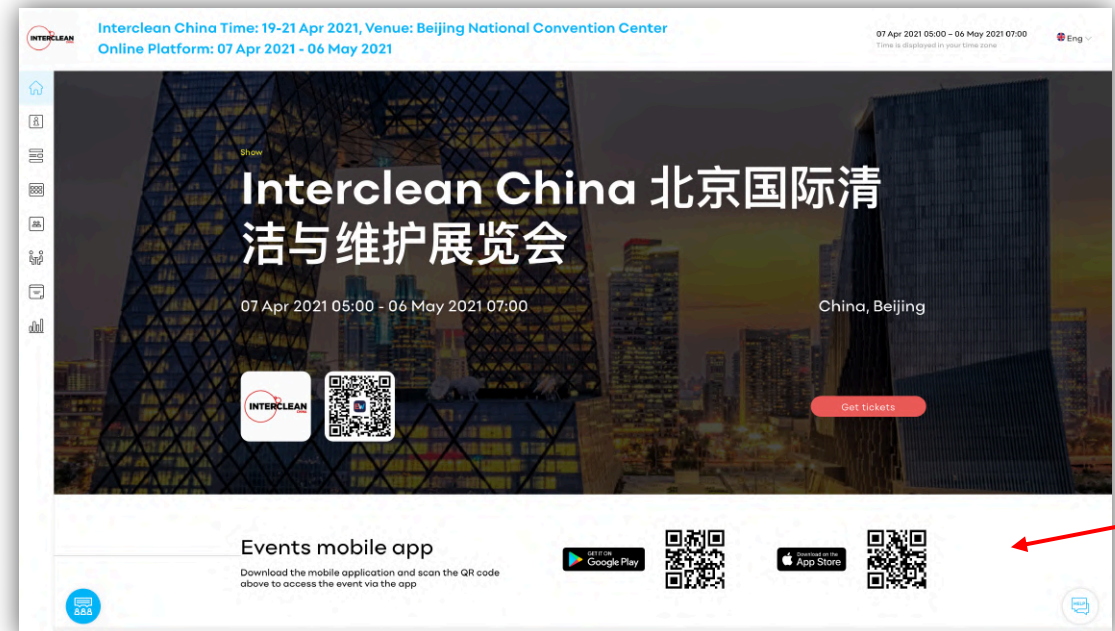 INTERCLEAN
CHINA
Interclean China Time: 19-21 Apr 2021, Venue: Beijing National Convention Center
Online Platform: 07 Apr 2021 - 06 May 2021
07 Apr 2021 05:00 – 06 May 2021 07:00
Time is displayed in your time zone
Eng
Show
Interclean China 北京国际清
洁与维护展览会
07 Apr 2021 05:00 - 06 May 2021 07:00
China, Beijing
INTERCLEAN
CHINA
Get tickets
Events mobile app
Download the mobile application and scan the QR code
above to access the event via the app
GET IT ON
Google Play
Download on the
App Store
HELP